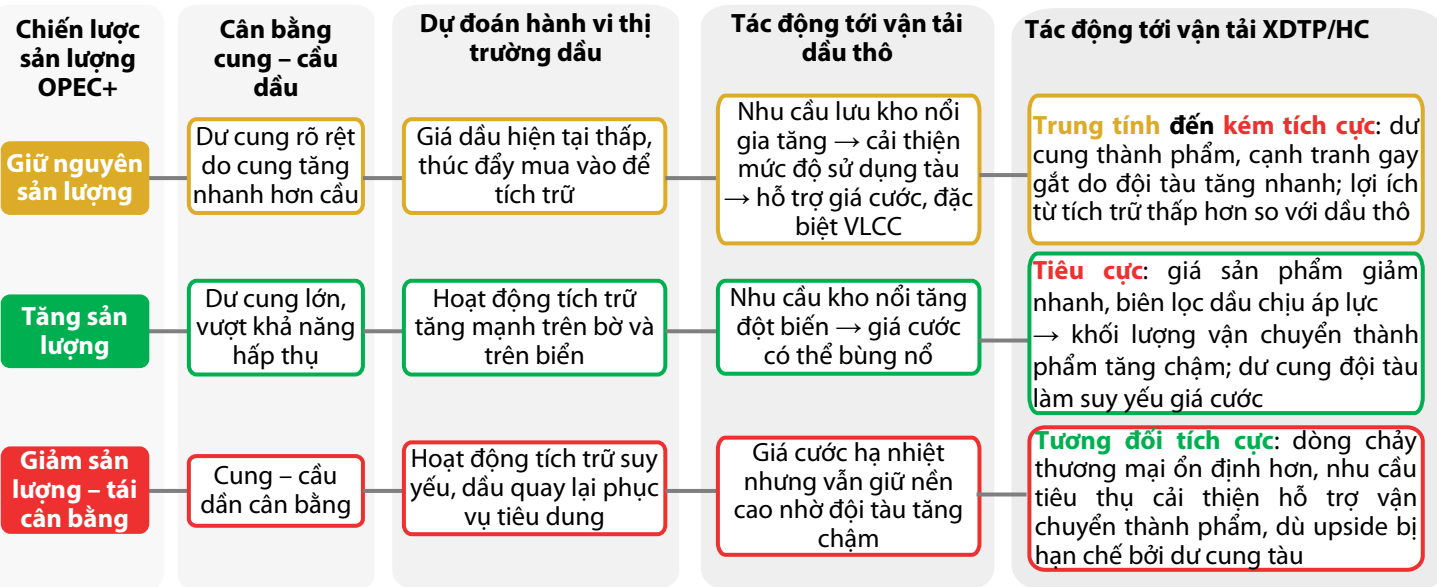 Chiến lược
sản lượng
OPEC+
Cân bằng
cung – cầu
dầu
Dự đoán hành vi thị
trường dầu
Tác động tới vận tải
dầu thô
Tác động tới vận tải XDTP/HC
Giữ nguyên
sản lượng
Dư cung rõ rệt
do cung tăng
nhanh hơn cầu
Giá dầu hiện tại thấp,
thúc đẩy mua vào để
tích trữ
Nhu cầu lưu kho nổi
gia tăng → cải thiện
mức độ sử dụng tàu
→ hỗ trợ giá cước, đặc
biệt VLCC
Trung tính đến kém tích cực: dư
cung thành phẩm, cạnh tranh gay
gắt do đội tàu tăng nhanh; lợi ích
từ tích trữ thấp hơn so với dầu thô
Tăng sản
lượng
Dư cung lớn,
vượt khả năng
hấp thụ
Hoạt động tích trữ
tăng mạnh trên bờ và
trên biển
Nhu cầu kho nổi tăng
đột biến → giá cước
có thể bùng nổ
Tiêu cực: giá sản phẩm giảm
nhanh, biên lọc dầu chịu áp lực
→ khối lượng vận chuyển thành
phẩm tăng chậm; dư cung đội tàu
làm suy yếu giá cước
Giảm sản
lượng – tái
cân bằng
Cung – cầu
dần cân bằng
Hoạt động tích trữ suy
yếu, dầu quay lại phục
vụ tiêu dung
Giá cước hạ nhiệt
nhưng vẫn giữ nền
cao nhờ đội tàu tăng
chậm
Tương đối tích cực: dòng chảy
thương mại ổn định hơn, nhu cầu
tiêu thụ cải thiện hỗ trợ vận
chuyển thành phẩm, dù upside bị
hạn chế bởi dư cung tàu